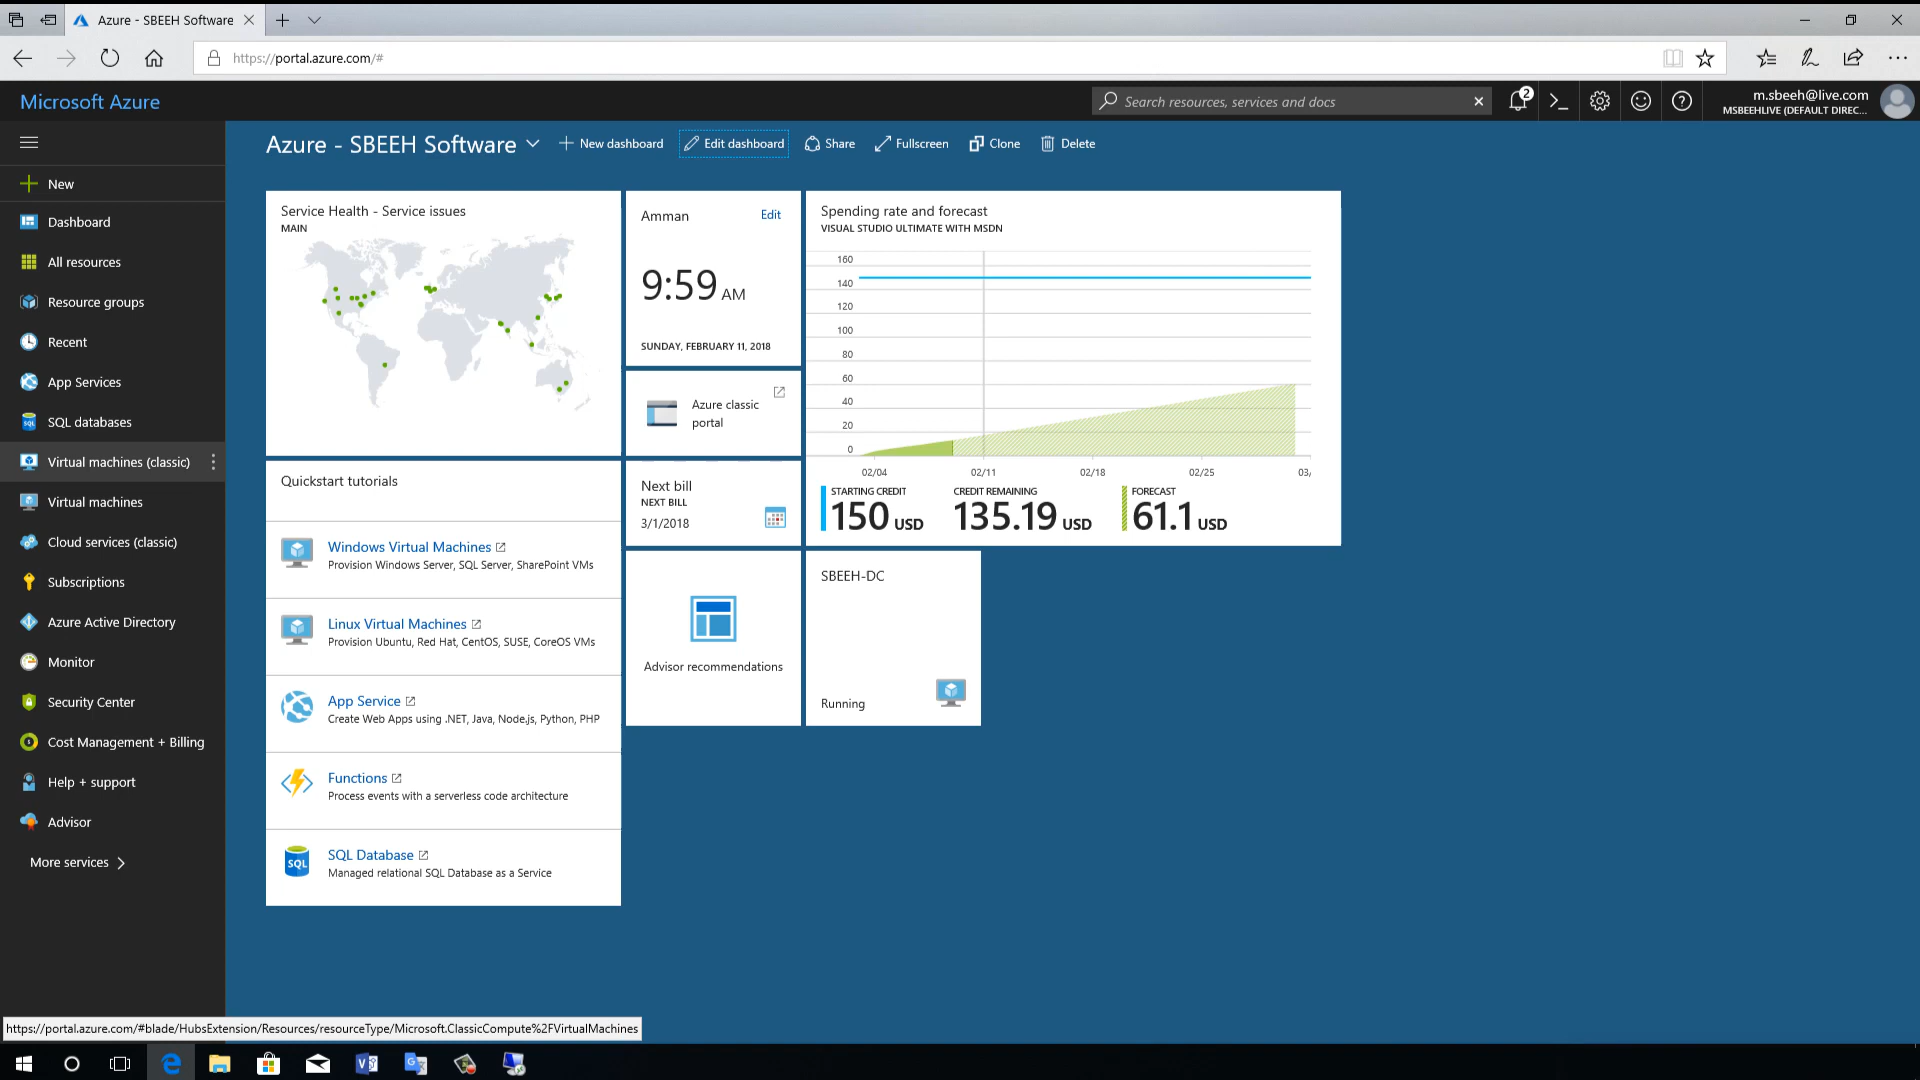 Azure - SBEEH Software
https://portal.azure.com/#
Microsoft Azure
Search resources, services and docs
2
m.sbeeh@live.com
MSBEEHLIVE (DEFAULT DIREC...
New
Dashboard
All resources
Resource groups
Recent
App Services
SQL databases
Virtual machines (classic)
Virtual machines
Cloud services (classic)
Subscriptions
Azure Active Directory
Monitor
Security Center
Cost Management + Billing
Help + support
Advisor
More services
Azure - SBEEH Software
New dashboard
Edit dashboard
Share
Fullscreen
Clone
Delete
Service Health - Service issues
MAIN
Amman
Edit
9:59 AM
SUNDAY, FEBRUARY 11, 2018
Azure classic
portal
Next bill
NEXT BILL
3/1/2018
Spending rate and forecast
VISUAL STUDIO ULTIMATE WITH MSDN
160
140
120
100
80
60
40
20
0
02/04
02/11
02/18
02/25
03/
STARTING CREDIT
150 USD
CREDIT REMAINING
135.19 USD
FORECAST
61.1 USD
Quickstart tutorials
Windows Virtual Machines
Provision Windows Server, SQL Server, SharePoint VMs
Linux Virtual Machines
Provision Ubuntu, Red Hat, CentOS, SUSE, CoreOS VMs
App Service
Create Web Apps using .NET, Java, Node.js, Python, PHP
Functions
Process events with a serverless code architecture
SQL
SQL Database
Managed relational SQL Database as a Service
Advisor recommendations
SBEEH-DC
Running
https://portal.azure.com/#blade/HubsExtension/Resources/resourceType/Microsoft.ClassicCompute%2FVirtualMachines